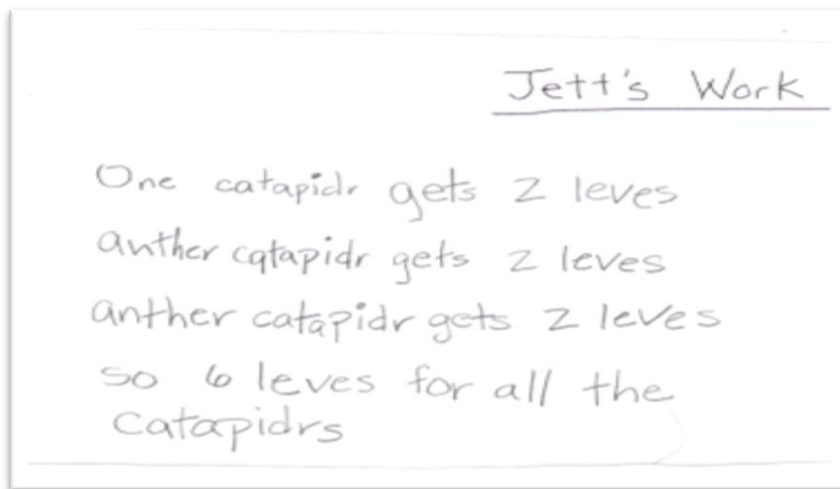 Jett's Work
One catapidr gets 2 leves
anther catapidr gets 2 leves
anther catapidr gets 2 leves
so 6 leves for all the
catapidrs